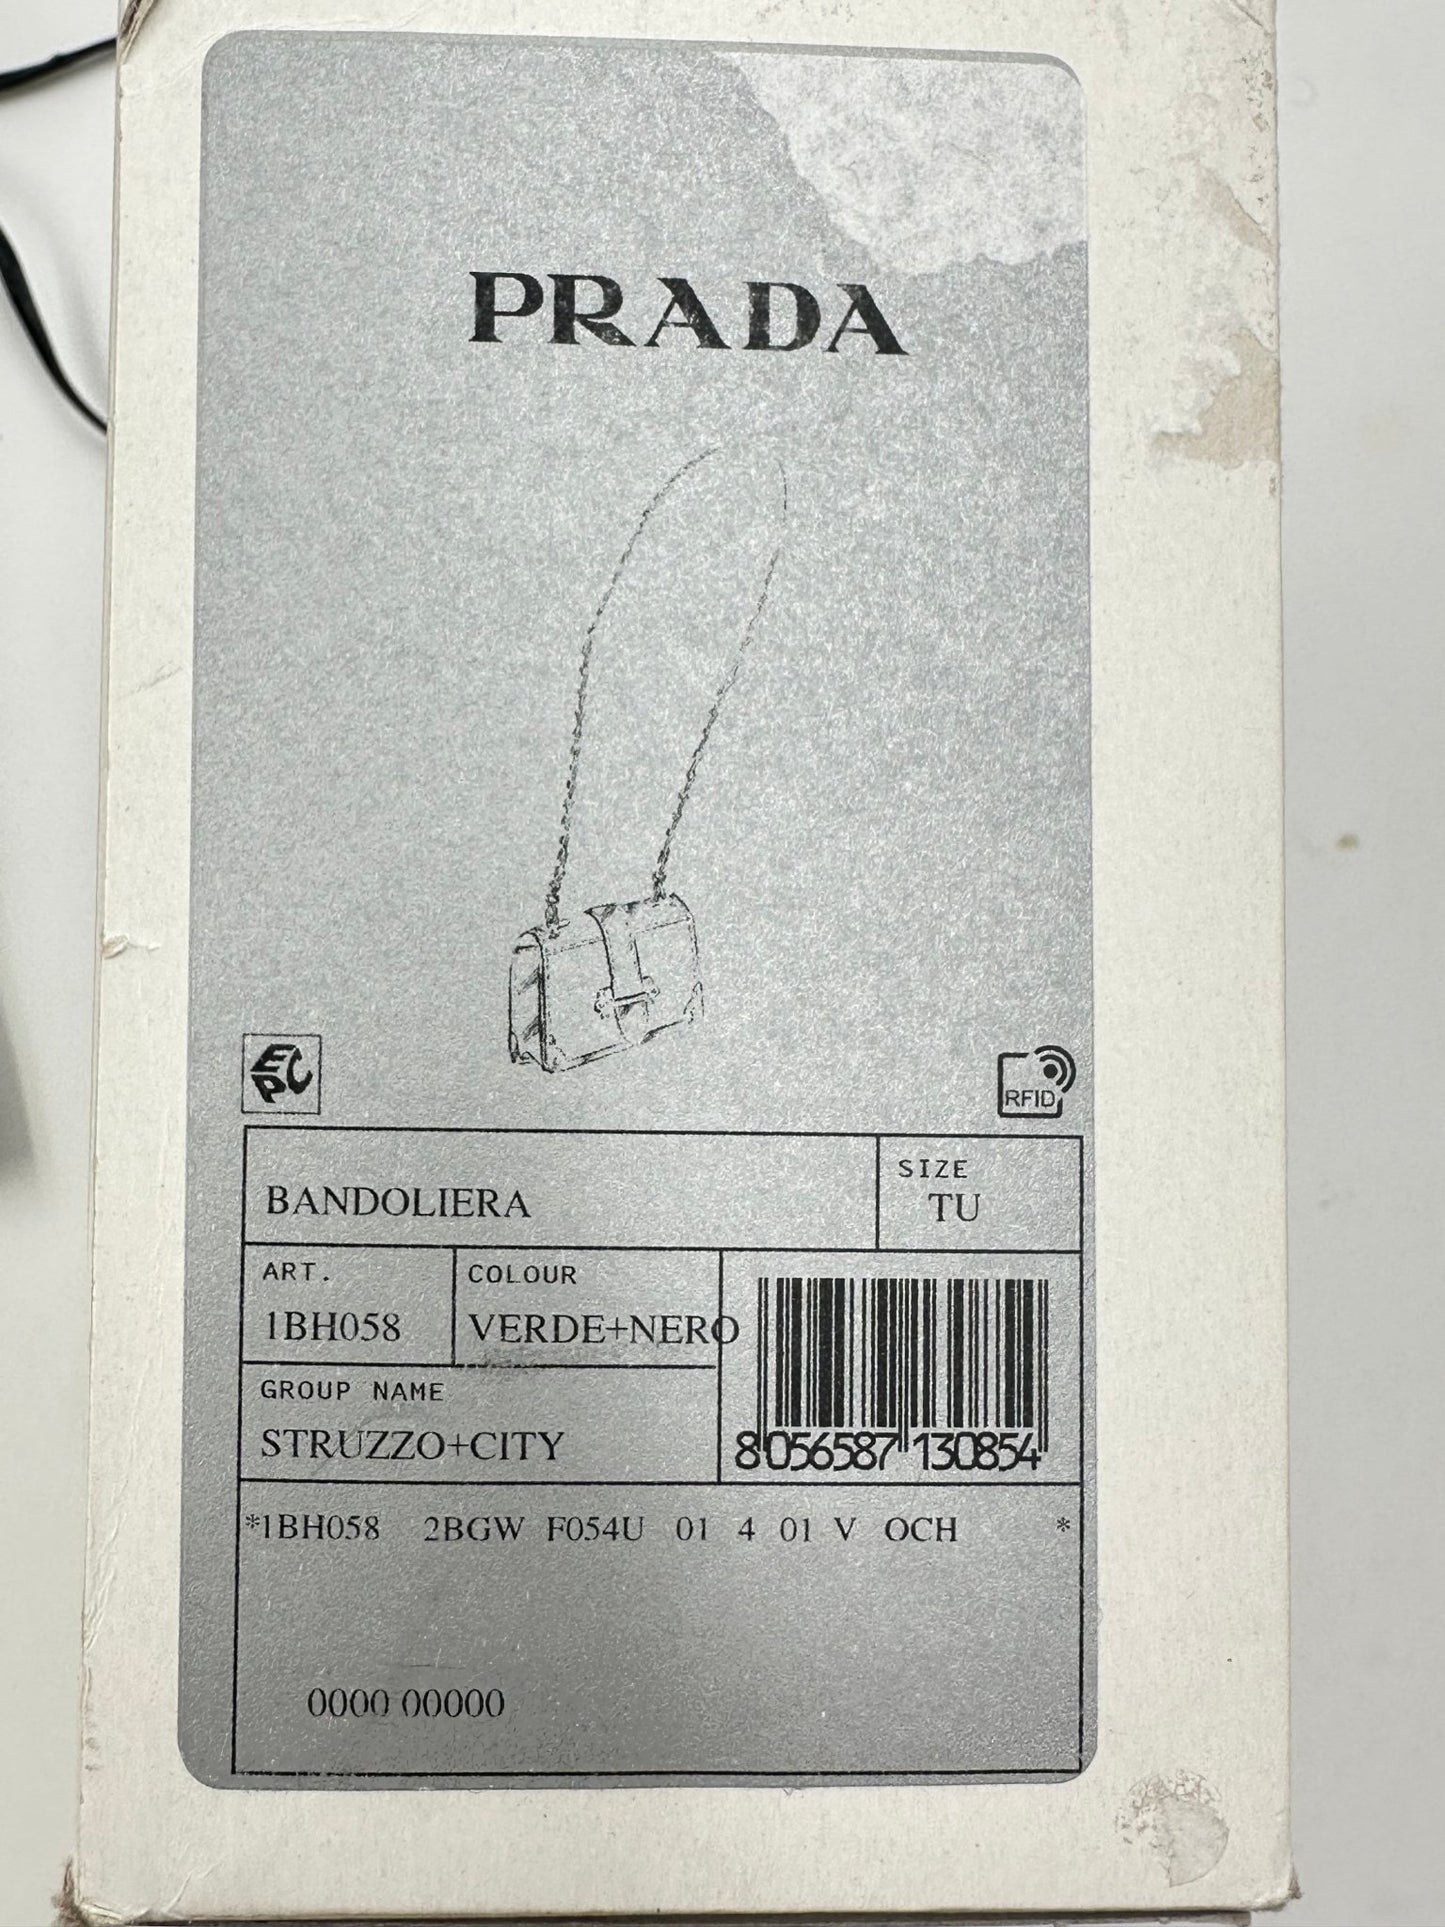 PRADA
EPC
RFID
BANDOLIERA
SIZE
TU
ART.
1BH058
COLOUR
VERDE+NERO
GROUP NAME
STRUZZO+CITY
8 056587 130854
*1BH058 2BGW F054U 01 4 01 V OCH *
0000 00000